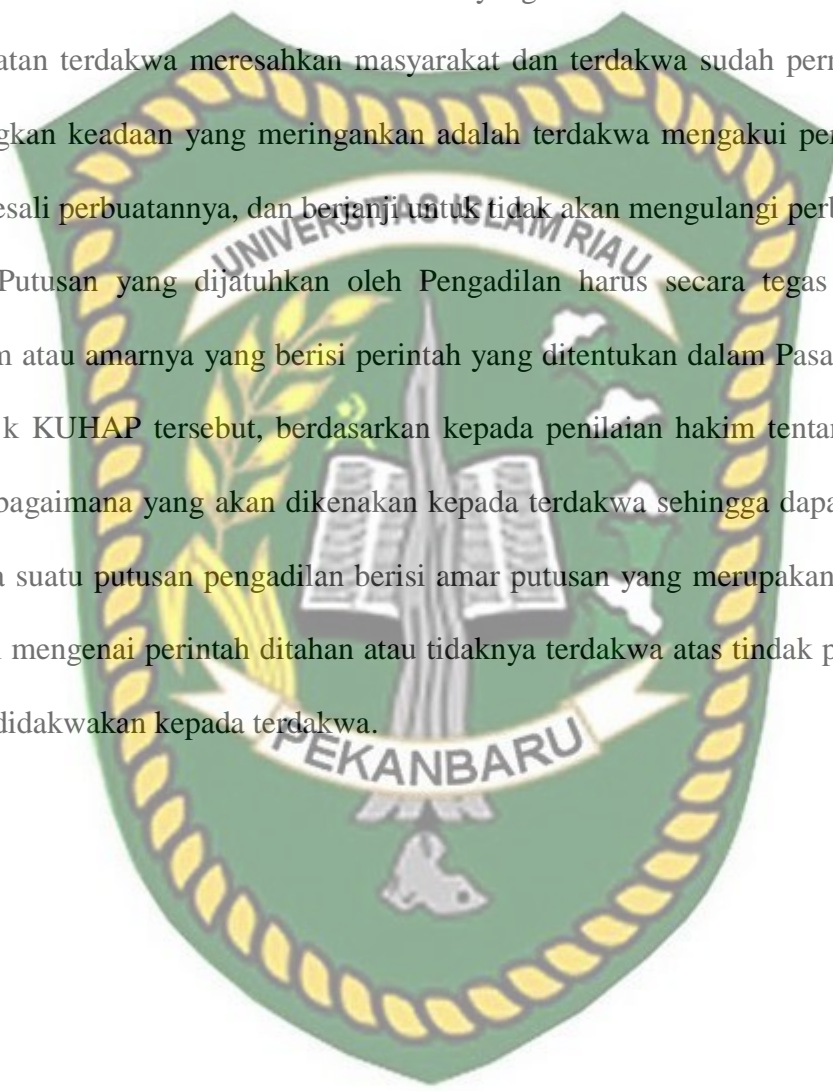 yang
atan terdakwa meresahkan masyarakat dan terdakwa sudah pern
gkan keadaan yang meringankan adalah terdakwa mengakui per
esali perbuatannya, dan berjanji untuk tidak akan mengulangi perb
UNIVERSITAS ISLAM RIAU
Putusan yang dijatuhkan oleh Pengadilan harus secara tegas
n atau amarnya yang berisi perintah yang ditentukan dalam Pasa
k KUHAP tersebut, berdasarkan kepada penilaian hakim tentan
bagaimana yang akan dikenakan kepada terdakwa sehingga dapa
a suatu putusan pengadilan berisi amar putusan yang merupakan
mengenai perintah ditahan atau tidaknya terdakwa atas tindak p
didakwakan kepada terdakwa.
PEKANBARU